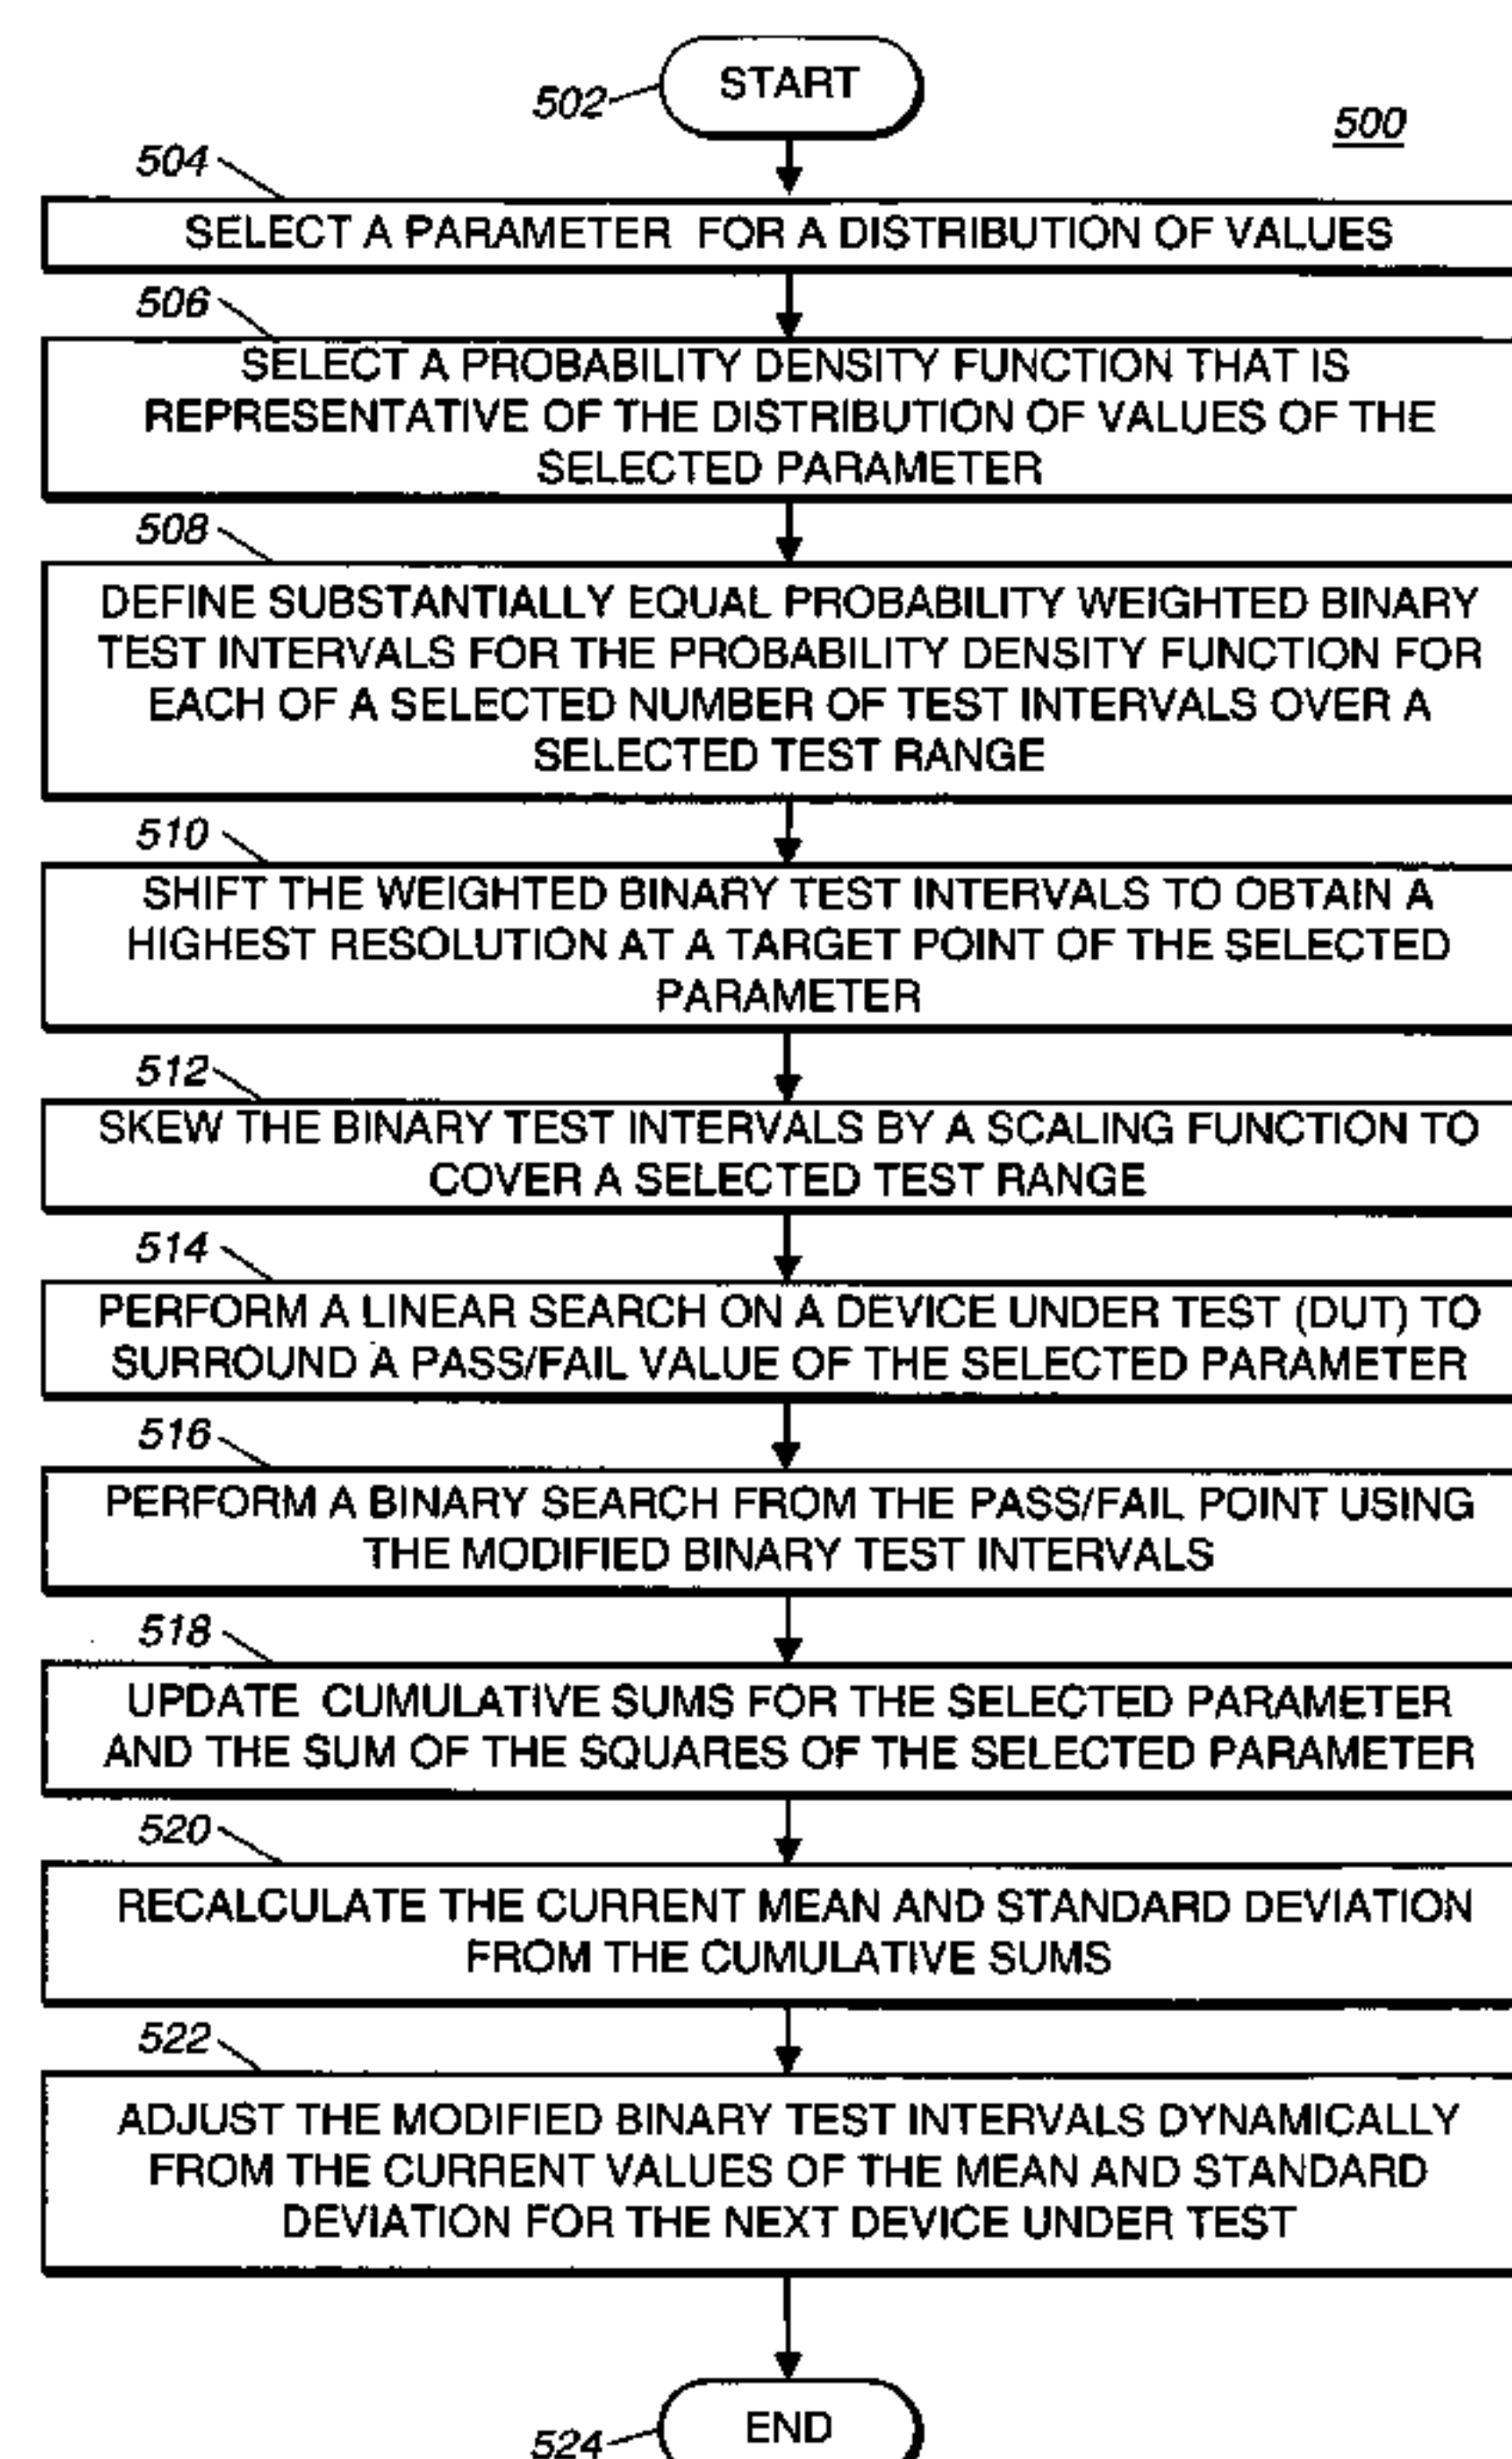 START
502
500
504
SELECT A PARAMETER FOR A DISTRIBUTION OF VALUES
506
SELECT A PROBABILITY DENSITY FUNCTION THAT IS
REPRESENTATIVE OF THE DISTRIBUTION OF VALUES OF THE
SELECTED PARAMETER
508
DEFINE SUBSTANTIALLY EQUAL PROBABILITY WEIGHTED BINARY
TEST INTERVALS FOR THE PROBABILITY DENSITY FUNCTION FOR
EACH OF A SELECTED NUMBER OF TEST INTERVALS OVER A
SELECTED TEST RANGE
510
SHIFT THE WEIGHTED BINARY TEST INTERVALS TO OBTAIN A
HIGHEST RESOLUTION AT A TARGET POINT OF THE SELECTED
PARAMETER
512
SKEW THE BINARY TEST INTERVALS BY A SCALING FUNCTION TO
COVER A SELECTED TEST RANGE
514
PERFORM A LINEAR SEARCH ON A DEVICE UNDER TEST (DUT) TO
SURROUND A PASS/FAIL VALUE OF THE SELECTED PARAMETER
516
PERFORM A BINARY SEARCH FROM THE PASS/FAIL POINT USING
THE MODIFIED BINARY TEST INTERVALS
518
UPDATE CUMULATIVE SUMS FOR THE SELECTED PARAMETER
AND THE SUM OF THE SQUARES OF THE SELECTED PARAMETER
520
RECALCULATE THE CURRENT MEAN AND STANDARD DEVIATION
FROM THE CUMULATIVE SUMS
522
ADJUST THE MODIFIED BINARY TEST INTERVALS DYNAMICALLY
FROM THE CURRENT VALUES OF THE MEAN AND STANDARD
DEVIATION FOR THE NEXT DEVICE UNDER TEST
END
524